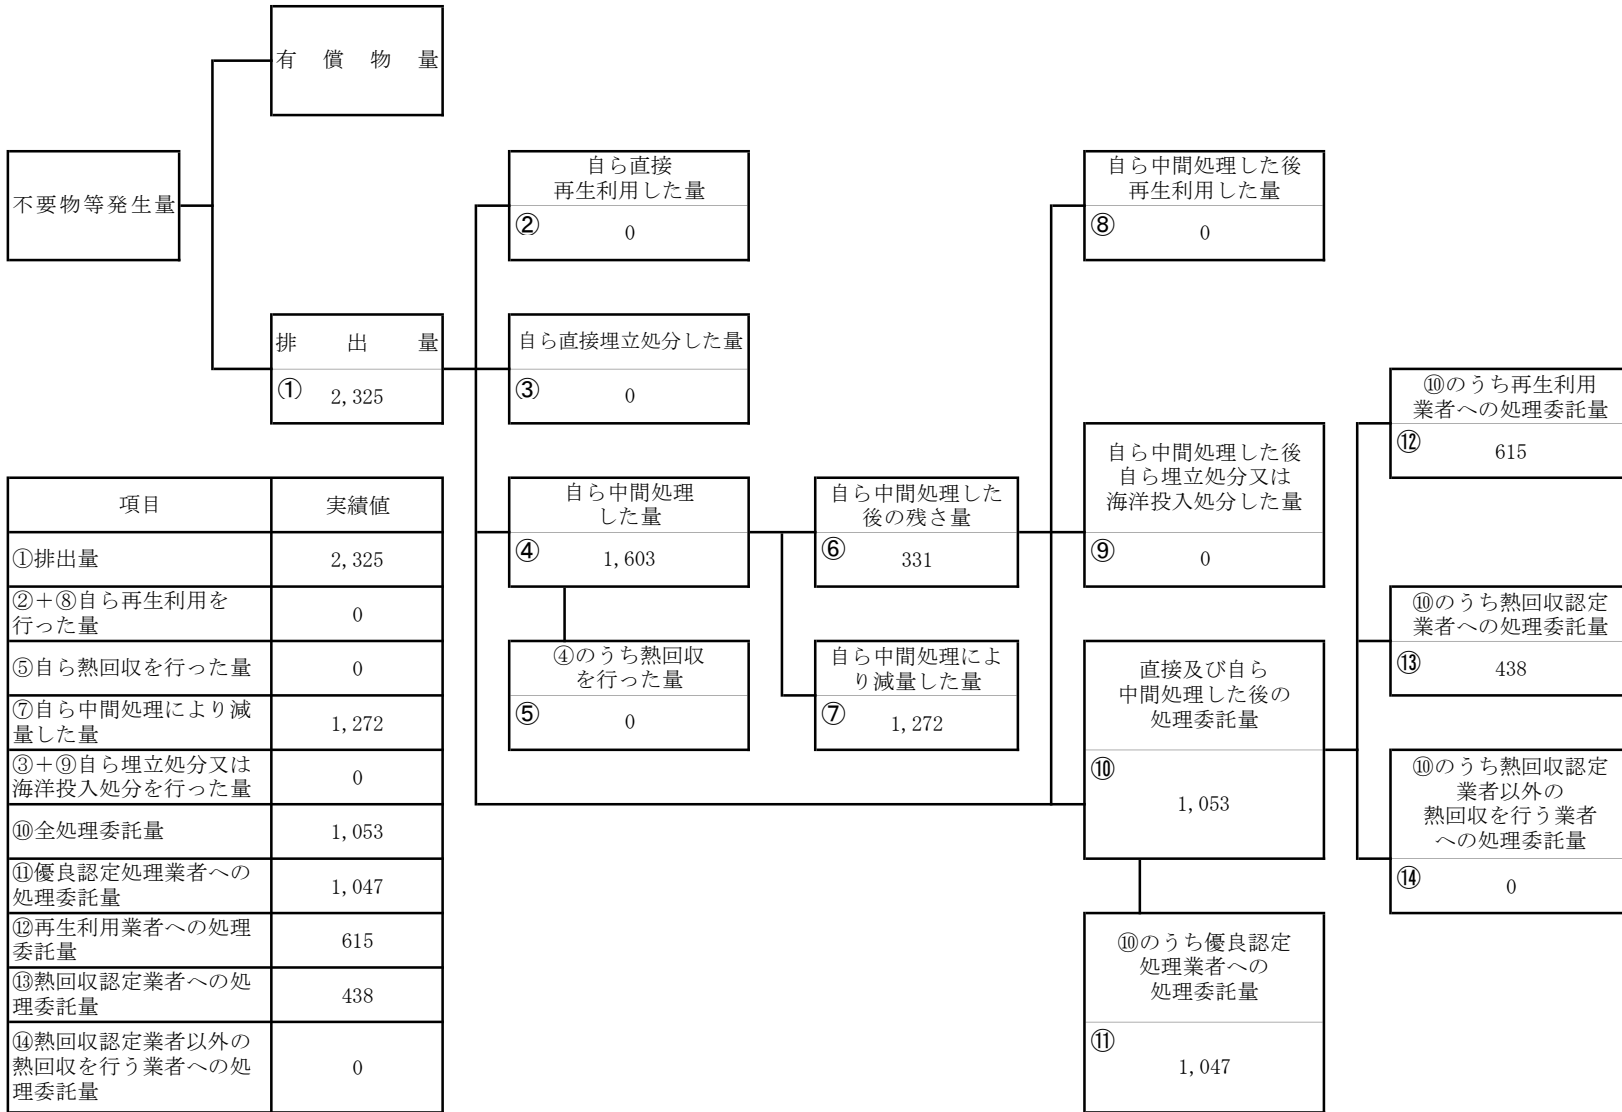 有償物量
不要物等発生量
排出量
① 2,325
自ら直接
再生利用した量
② 0
自ら直接埋立処分した量
③ 0
自ら中間処理
した量
④ 1,603
④のうち熱回収
を行った量
⑤ 0
自ら中間処理した
後の残さ量
⑥ 331
自ら中間処理によ
り減量した量
⑦ 1,272
自ら中間処理した後
再生利用した量
⑧ 0
自ら中間処理した後
自ら埋立処分又は
海洋投入処分した量
⑨ 0
直接及び自ら
中間処理した後の
処理委託量
⑩
1,053
⑩のうち優良認定
処理業者への
処理委託量
⑪
1,047
⑩のうち再生利用
業者への処理委託量
⑫ 615
⑩のうち熱回収認定
業者への処理委託量
⑬ 438
⑩のうち熱回収認定
業者以外の
熱回収を行う業者
への処理委託量
⑭ 0
項目 実績値
①排出量 2,325
②＋⑧自ら再生利用を
行った量 0
⑤自ら熱回収を行った量 0
⑦自ら中間処理により減
量した量 1,272
③＋⑨自ら埋立処分又は
海洋投入処分を行った量 0
⑩全処理委託量 1,053
⑪優良認定処理業者への
処理委託量 1,047
⑫再生利用業者への処理
委託量 615
⑬熱回収認定業者への処
理委託量 438
⑭熱回収認定業者以外の
熱回収を行う業者への処
理委託量 0